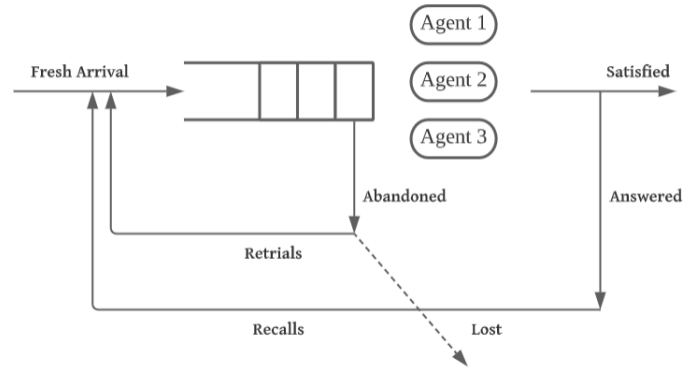 Agent 1
Fresh Arrival
Agent 2
Satisfied
Agent 3
Abandoned
Answered
Retrials
Recalls
Lost